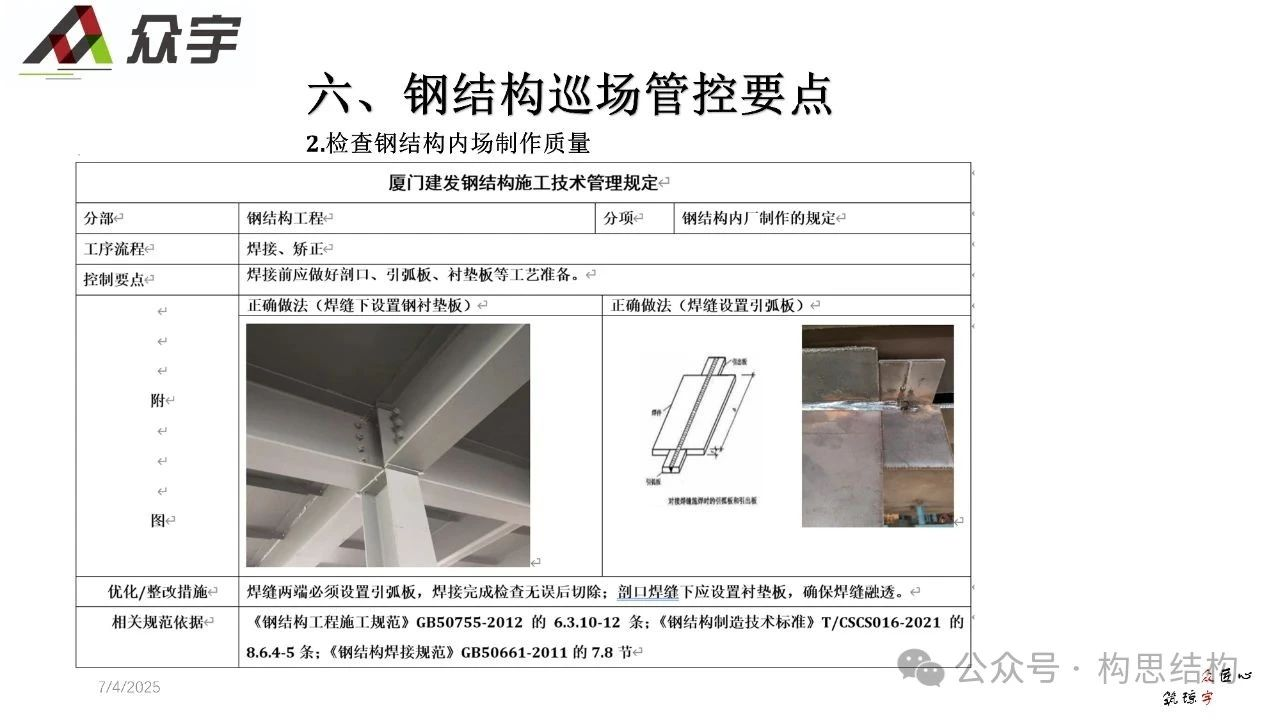 众宇
六、钢结构巡场管控要点
2.检查钢结构内场制作质量
厦门建发钢结构施工技术管理规定
分部 钢结构工程 分项 钢结构内厂制作的规定
工序流程 焊接、矫正
控制要点 焊接前应做好剖口、引弧板、衬垫板等工艺准备。
正确做法（焊缝下设置钢衬垫板） 正确做法（焊缝设置引弧板）
附
图
引出板
焊件
引弧板
对接焊缝施焊时的引弧板和引出板
优化/整改措施 焊缝两端必须设置引弧板，焊接完成检查无误后切除；剖口焊缝下应设置衬垫板，确保焊缝融透。
相关规范依据 《钢结构工程施工规范》GB50755-2012 的 6.3.10-12 条；《钢结构制造技术标准》T/CSCS016-2021 的
8.6.4-5 条；《钢结构焊接规范》GB50661-2011 的 7.8 节
公众号 · 构思结构
7/4/2025
众匠心
筑琼宇